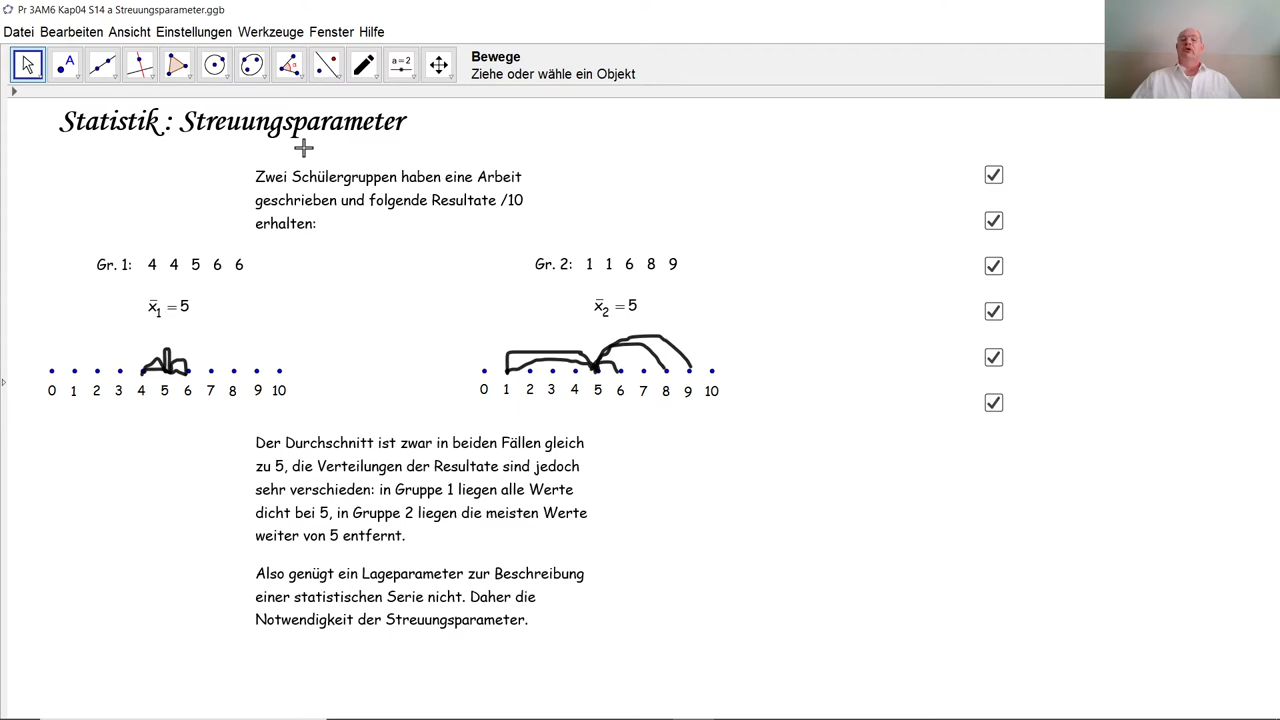 Pr 3AM6 Kap04 S14 a Streuungsparameter.ggb
Datei Bearbeiten Ansicht Einstellungen Werkzeuge Fenster Hilfe
A
a = 2
Bewege
Ziehe oder wähle ein Objekt
Statistik : Streuungsparameter
Zwei Schülergruppen haben eine Arbeit
geschrieben und folgende Resultate /10
erhalten:
Gr. 1: 4 4 5 6 6
Gr. 2: 1 1 6 8 9
x̄₁ = 5
x̄₂ = 5
0 1 2 3 4 5 6 7 8 9 10
0 1 2 3 4 5 6 7 8 9 10
Der Durchschnitt ist zwar in beiden Fällen gleich
zu 5, die Verteilungen der Resultate sind jedoch
sehr verschieden: in Gruppe 1 liegen alle Werte
dicht bei 5, in Gruppe 2 liegen die meisten Werte
weiter von 5 entfernt.
Also genügt ein Lageparameter zur Beschreibung
einer statistischen Serie nicht. Daher die
Notwendigkeit der Streuungsparameter.